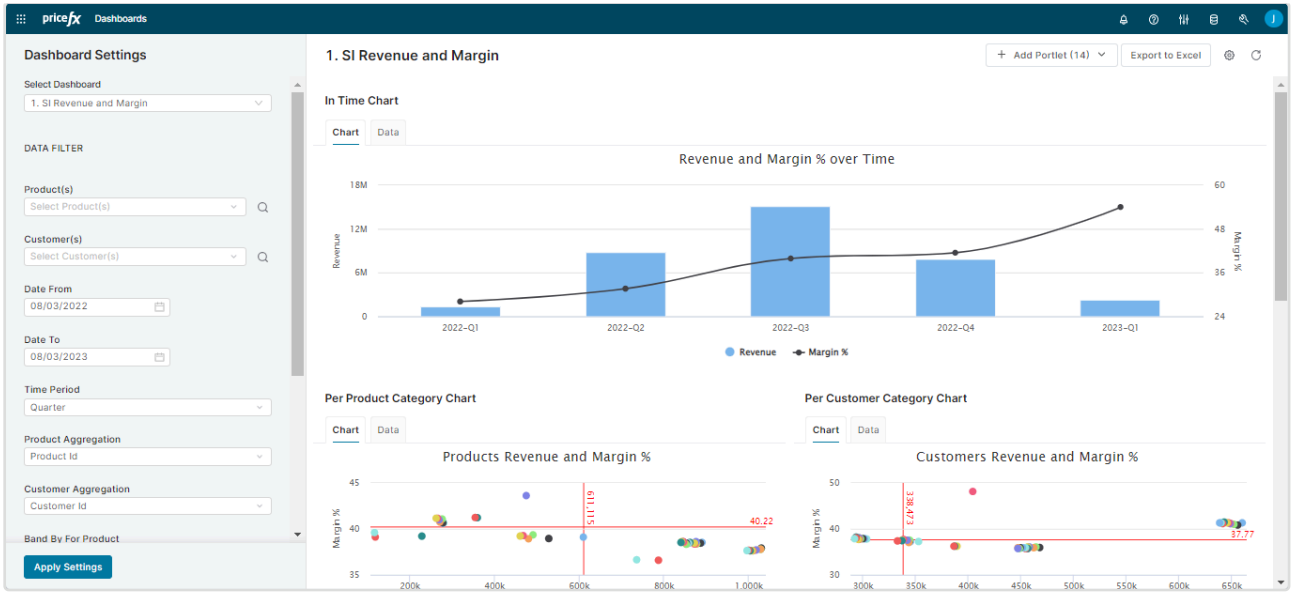 pricefx Dashboards
J
Dashboard Settings
Select Dashboard
1. SI Revenue and Margin
DATA FILTER
Product(s)
Select Product(s)
Customer(s)
Select Customer(s)
Date From
08/03/2022
Date To
08/03/2023
Time Period
Quarter
Product Aggregation
Product Id
Customer Aggregation
Customer Id
Band By For Product
Apply Settings
1. SI Revenue and Margin
+ Add Portlet (14)
Export to Excel
In Time Chart
Chart Data
Revenue and Margin % over Time
18M 60
12M 48
6M 36
0 24
Revenue
Margin %
2022-Q1 2022-Q2 2022-Q3 2022-Q4 2023-Q1
Revenue Margin %
Per Product Category Chart
Chart Data
Products Revenue and Margin %
45
40
35
Margin %
611,115
40.22
200k 400k 600k 800k 1,000k
Per Customer Category Chart
Chart Data
Customers Revenue and Margin %
50
40
30
Margin %
338,473
37.77
300k 350k 400k 450k 500k 550k 600k 650k